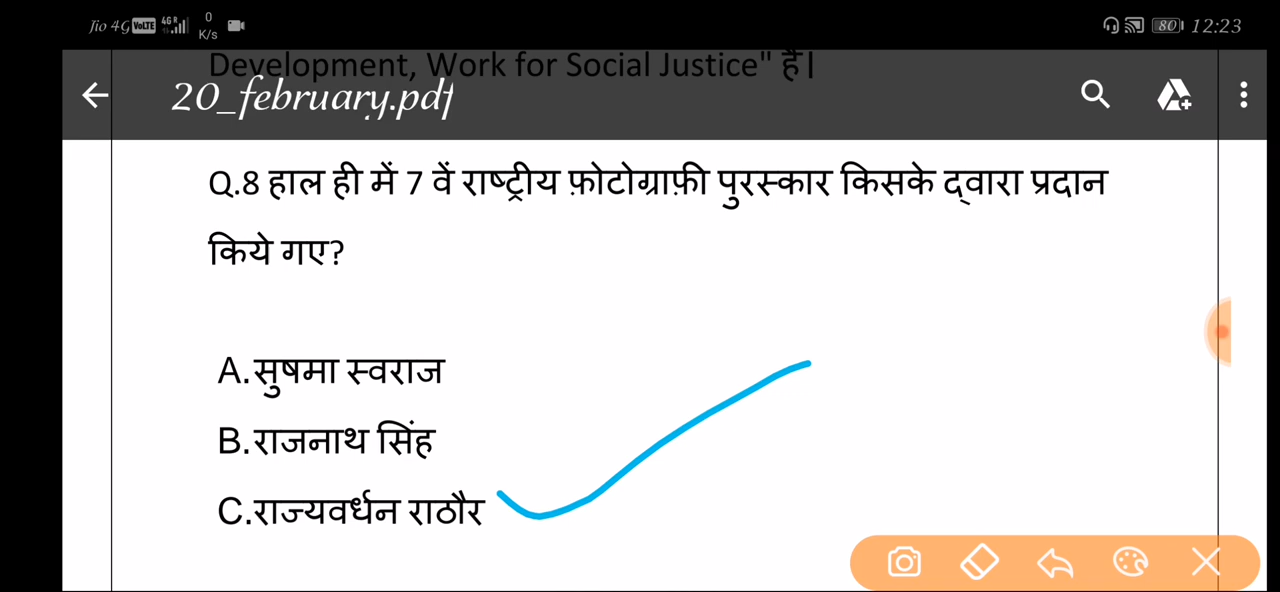 Jio 4G VoLTE 4G R 0 K/s 80 12:23
Development, Work for Social Justice" है|
20_february.pdf
Q.8 हाल ही में 7 वें राष्ट्रीय फ़ोटोग्राफ़ी पुरस्कार किसके द्वारा प्रदान
किये गए?
A.सुषमा स्वराज
B.राजनाथ सिंह
C.राज्यवर्धन राठौर